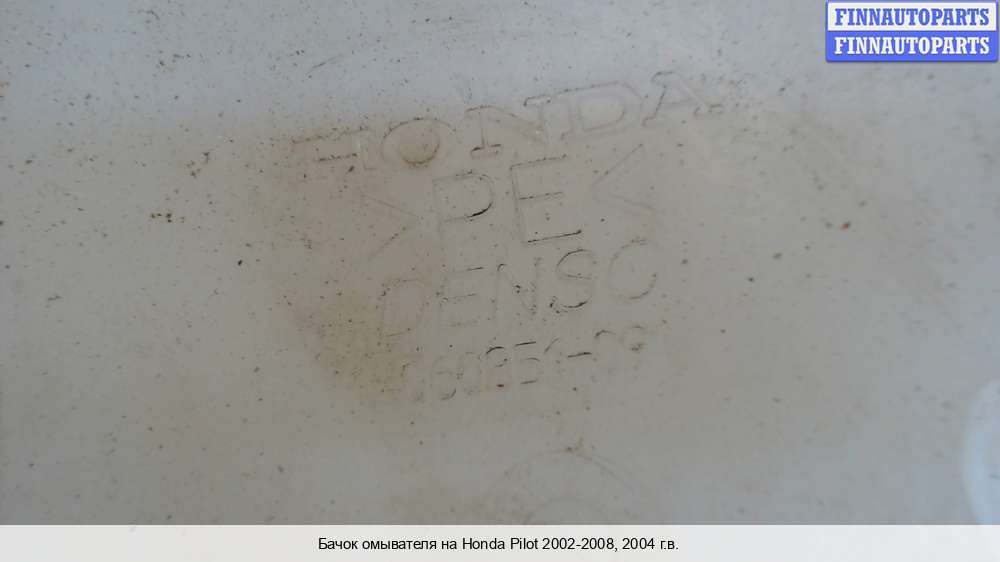 FINNAUTOPARTS
FINNAUTOPARTS
HONDA
>PE<
DENSO
Бачок омывателя на Honda Pilot 2002-2008, 2004 г.в.